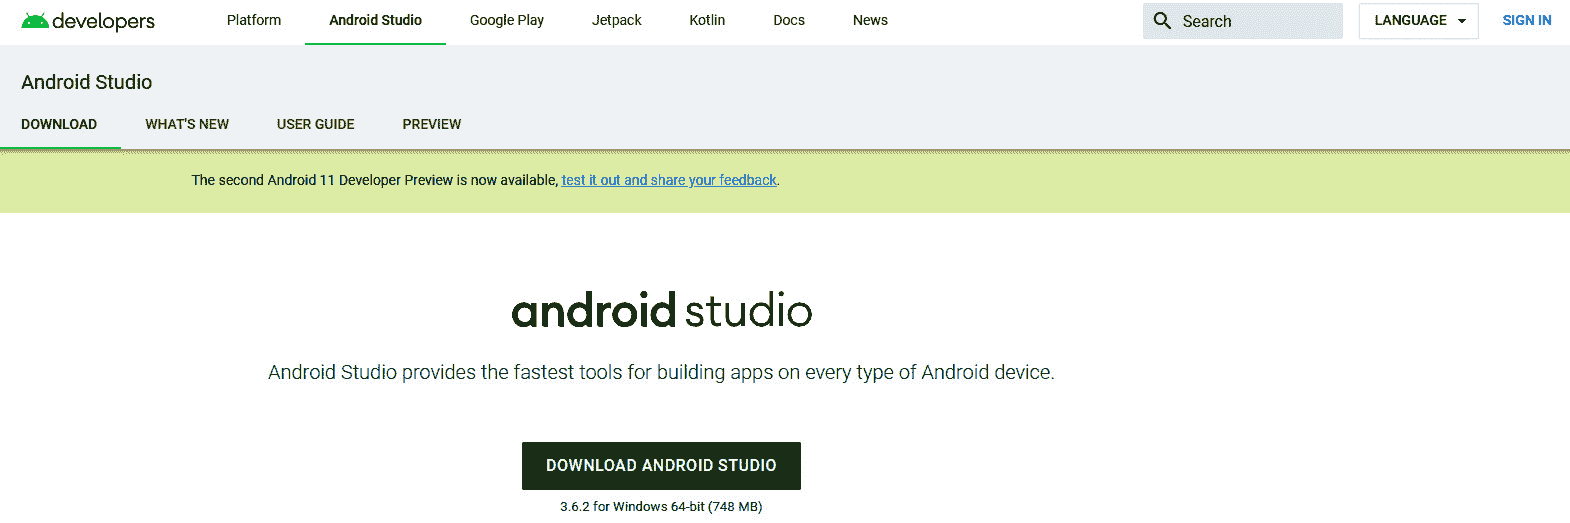 developers Platform Android Studio Google Play Jetpack Kotlin Docs News Search LANGUAGE SIGN IN
Android Studio
DOWNLOAD WHAT'S NEW USER GUIDE PREVIEW
The second Android 11 Developer Preview is now available, test it out and share your feedback.
android studio
Android Studio provides the fastest tools for building apps on every type of Android device.
DOWNLOAD ANDROID STUDIO
3.6.2 for Windows 64-bit (748 MB)